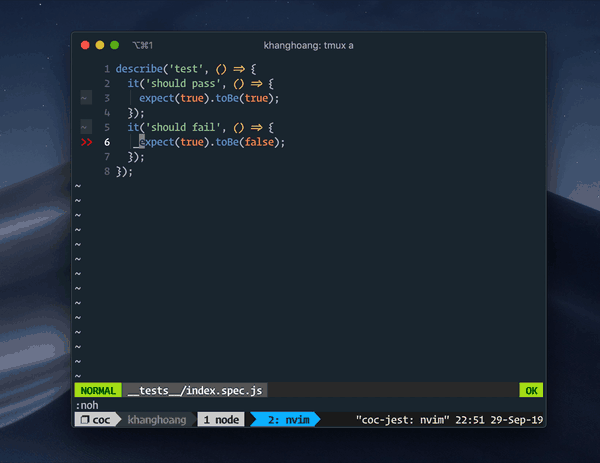 ⌥⌘1 khanghoang: tmux a
1 describe('test', () => {
2 it('should pass', () => {
~ 3 expect(true).toBe(true);
4 });
~ 5 it('should fail', () => {
>> 6 expect(true).toBe(false);
7 });
8 });
~
~
~
~
~
~
~
~
~
~
~
~
NORMAL __tests__/index.spec.js OK
:noh
❐ coc khanghoang 1 node 2: nvim "coc-jest: nvim" 22:51 29-Sep-19